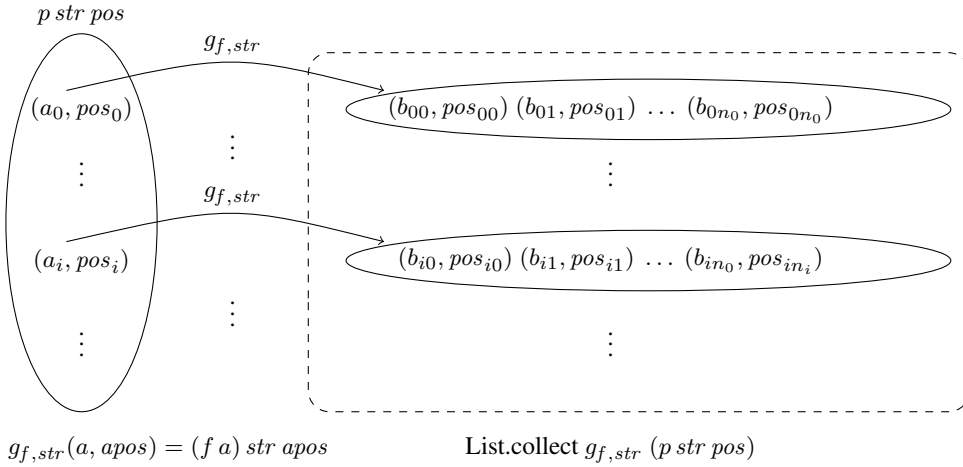 p str pos
g_{f,str}
(a_0, pos_0)
(b_{00}, pos_{00}) (b_{01}, pos_{01}) … (b_{0n_0}, pos_{0n_0})
⋮ ⋮ ⋮
g_{f,str}
(a_i, pos_i)
(b_{i0}, pos_{i0}) (b_{i1}, pos_{i1}) … (b_{in_0}, pos_{in_i})
⋮ ⋮ ⋮
g_{f,str}(a, apos) = (f a) str apos
List.collect g_{f,str} (p str pos)